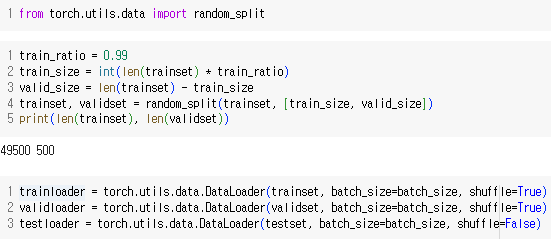 1 from torch.utils.data import random_split
1 train_ratio = 0.99
2 train_size = int(len(trainset) * train_ratio)
3 valid_size = len(trainset) - train_size
4 trainset, validset = random_split(trainset, [train_size, valid_size])
5 print(len(trainset), len(validset))
49500 500
1 trainloader = torch.utils.data.DataLoader(trainset, batch_size=batch_size, shuffle=True)
2 validloader = torch.utils.data.DataLoader(validset, batch_size=batch_size, shuffle=True)
3 testloader = torch.utils.data.DataLoader(testset, batch_size=batch_size, shuffle=False)